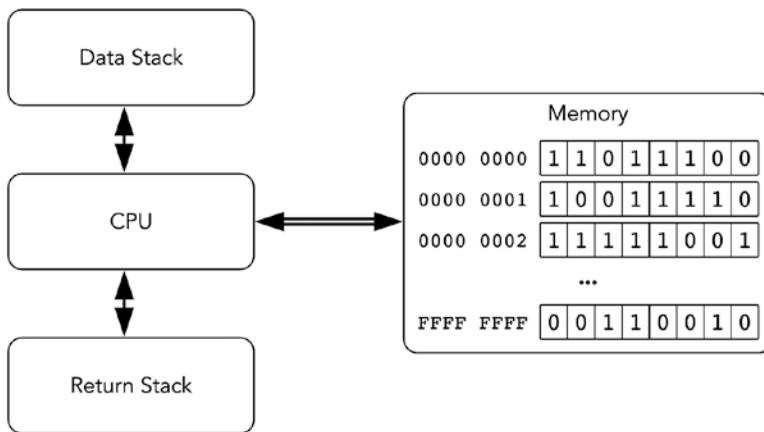 Data Stack
CPU
Return Stack
Memory
0000 0000 1 1 0 1 1 1 0 0
0000 0001 1 0 0 1 1 1 1 0
0000 0002 1 1 1 1 1 0 0 1
...
FFFF FFFF 0 0 1 1 0 0 1 0